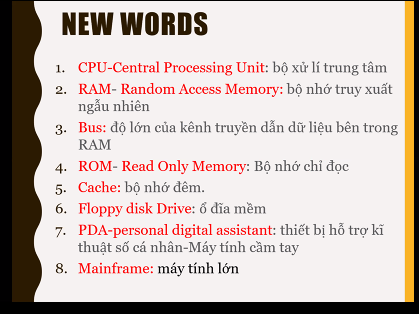 NEW WORDS
1. CPU-Central Processing Unit: bộ xử lí trung tâm
2. RAM- Random Access Memory: bộ nhớ truy xuất
ngẫu nhiên
3. Bus: độ lớn của kênh truyền dẫn dữ liệu bên trong
RAM
4. ROM- Read Only Memory: Bộ nhớ chỉ đọc
5. Cache: bộ nhớ đêm.
6. Floppy disk Drive: ổ đĩa mềm
7. PDA-personal digital assistant: thiết bị hỗ trợ kĩ
thuật số cá nhân-Máy tính cầm tay
8. Mainframe: máy tính lớn